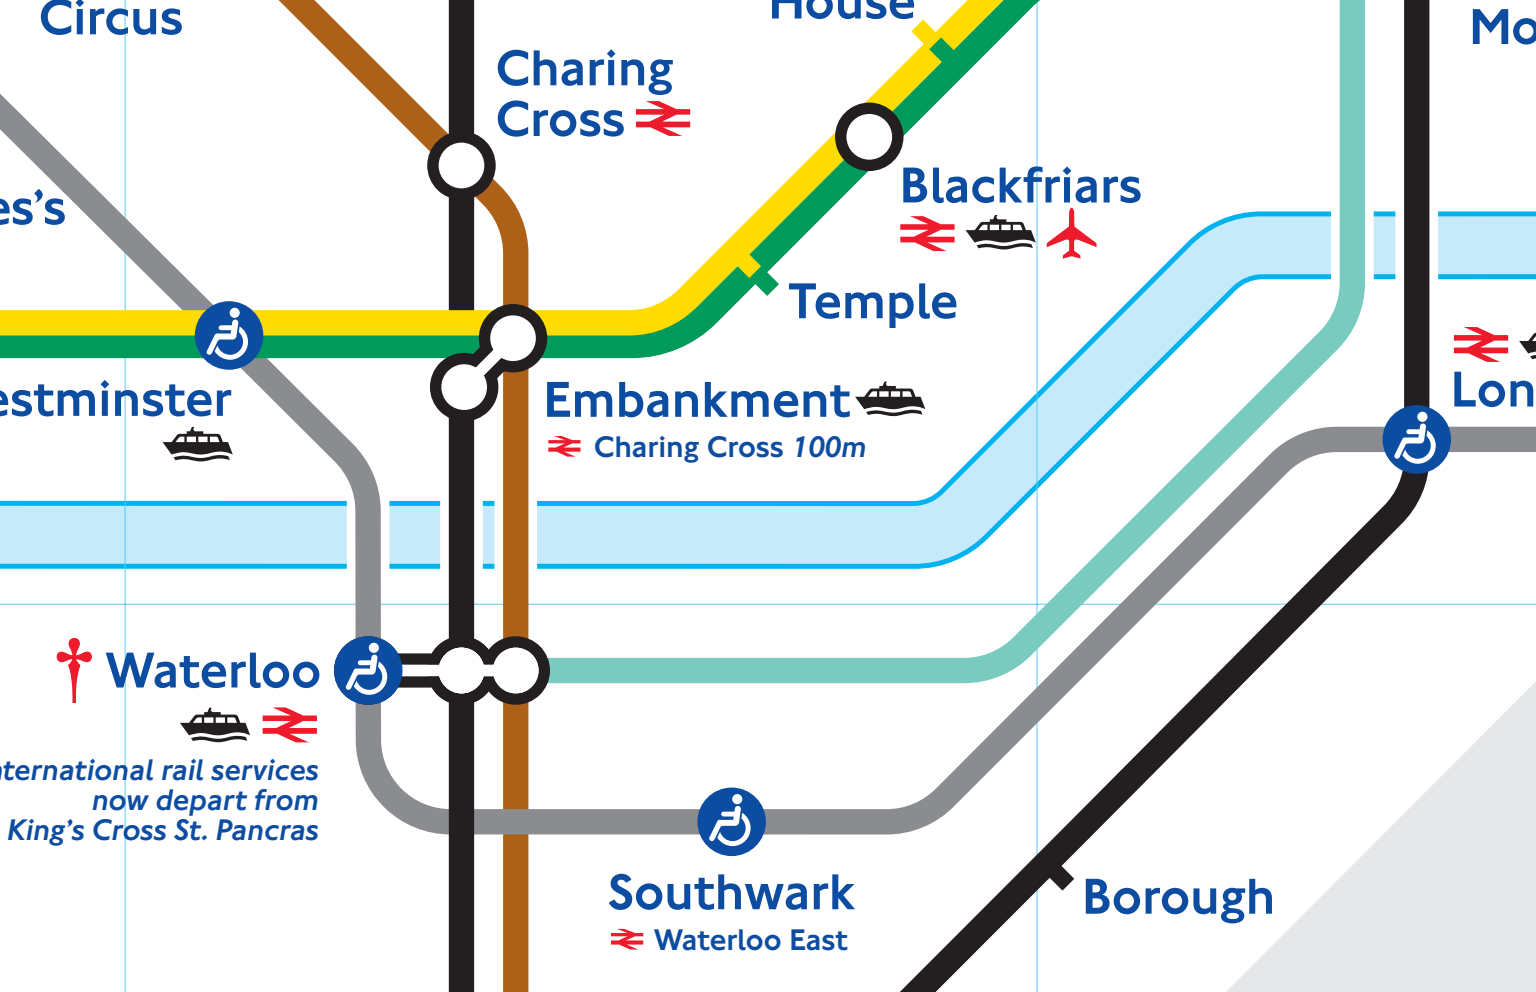 Circus
House
Charing
Cross
Blackfriars
es's
Temple
estminster
Embankment
Charing Cross 100m
Lon
Mo
Waterloo
nternational rail services
now depart from
King's Cross St. Pancras
Southwark
Waterloo East
Borough